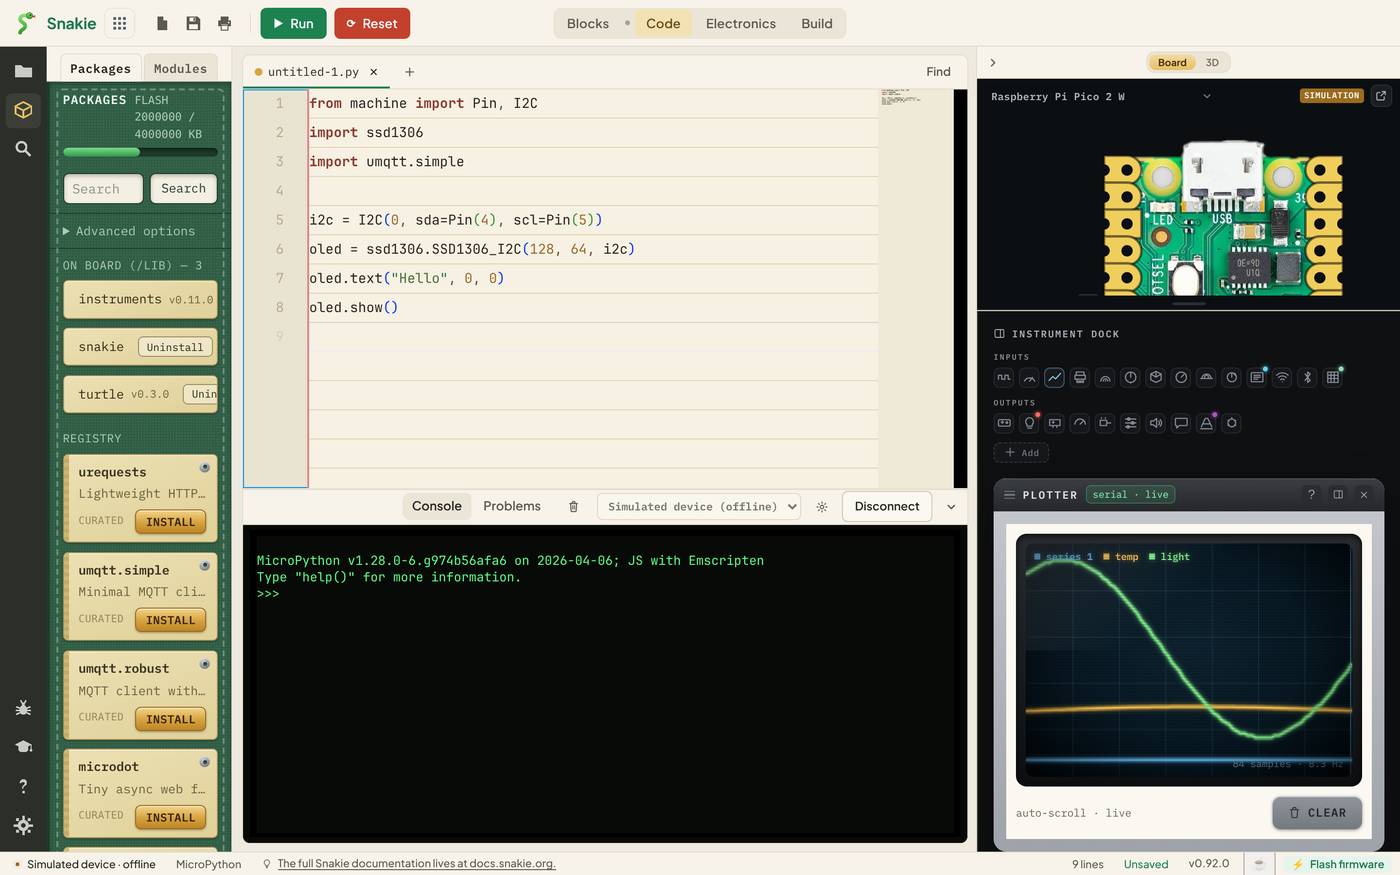 Snakie
Run
Reset
Blocks
Code
Electronics
Build
Packages
Modules
PACKAGES
FLASH
2000000 /
4000000 KB
Search
Search
Advanced options
ON BOARD (/LIB) — 3
instruments v0.11.0
snakie Uninstall
turtle v0.3.0 Unin
REGISTRY
urequests
Lightweight HTTP…
CURATED INSTALL
umqtt.simple
Minimal MQTT cli…
CURATED INSTALL
umqtt.robust
MQTT client with…
CURATED INSTALL
microdot
Tiny async web f…
CURATED INSTALL
untitled-1.py
Find
1 from machine import Pin, I2C
2 import ssd1306
3 import umqtt.simple
4
5 i2c = I2C(0, sda=Pin(4), scl=Pin(5))
6 oled = ssd1306.SSD1306_I2C(128, 64, i2c)
7 oled.text("Hello", 0, 0)
8 oled.show()
9
Console
Problems
Simulated device (offline)
Disconnect
MicroPython v1.28.0-6.g974b56afa6 on 2026-04-06; JS with Emscripten
Type "help()" for more information.
>>>
Board
3D
Raspberry Pi Pico 2 W
SIMULATION
LED
USB
39
OTSEL
INSTRUMENT DOCK
INPUTS
OUTPUTS
+ Add
PLOTTER
serial · live
?
series 1
temp
light
84 samples · 8.3 Hz
auto-scroll · live
CLEAR
Simulated device · offline
MicroPython
The full Snakie documentation lives at docs.snakie.org.
9 lines
Unsaved
v0.92.0
Flash firmware